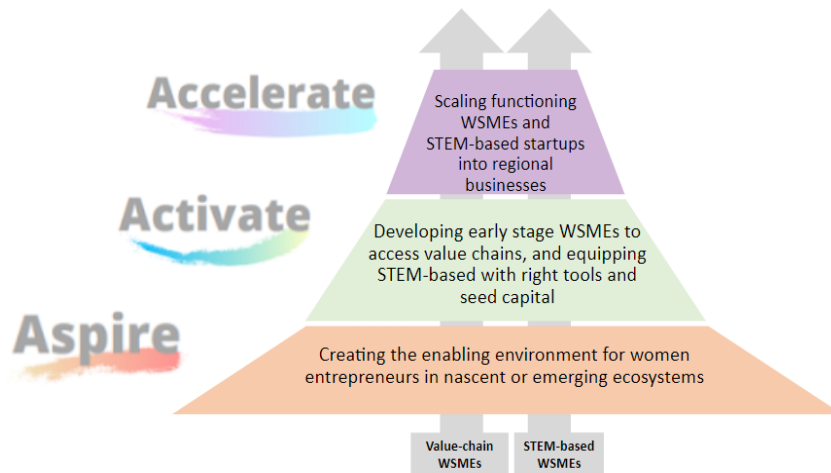 Accelerate
Scaling functioning
WSMEs and
STEM-based startups
into regional
businesses
Activate
Developing early stage WSMEs to
access value chains, and equipping
STEM-based with right tools and
seed capital
Aspire
Creating the enabling environment for women
entrepreneurs in nascent or emerging ecosystems
Value-chain
WSMEs
STEM-based
WSMEs